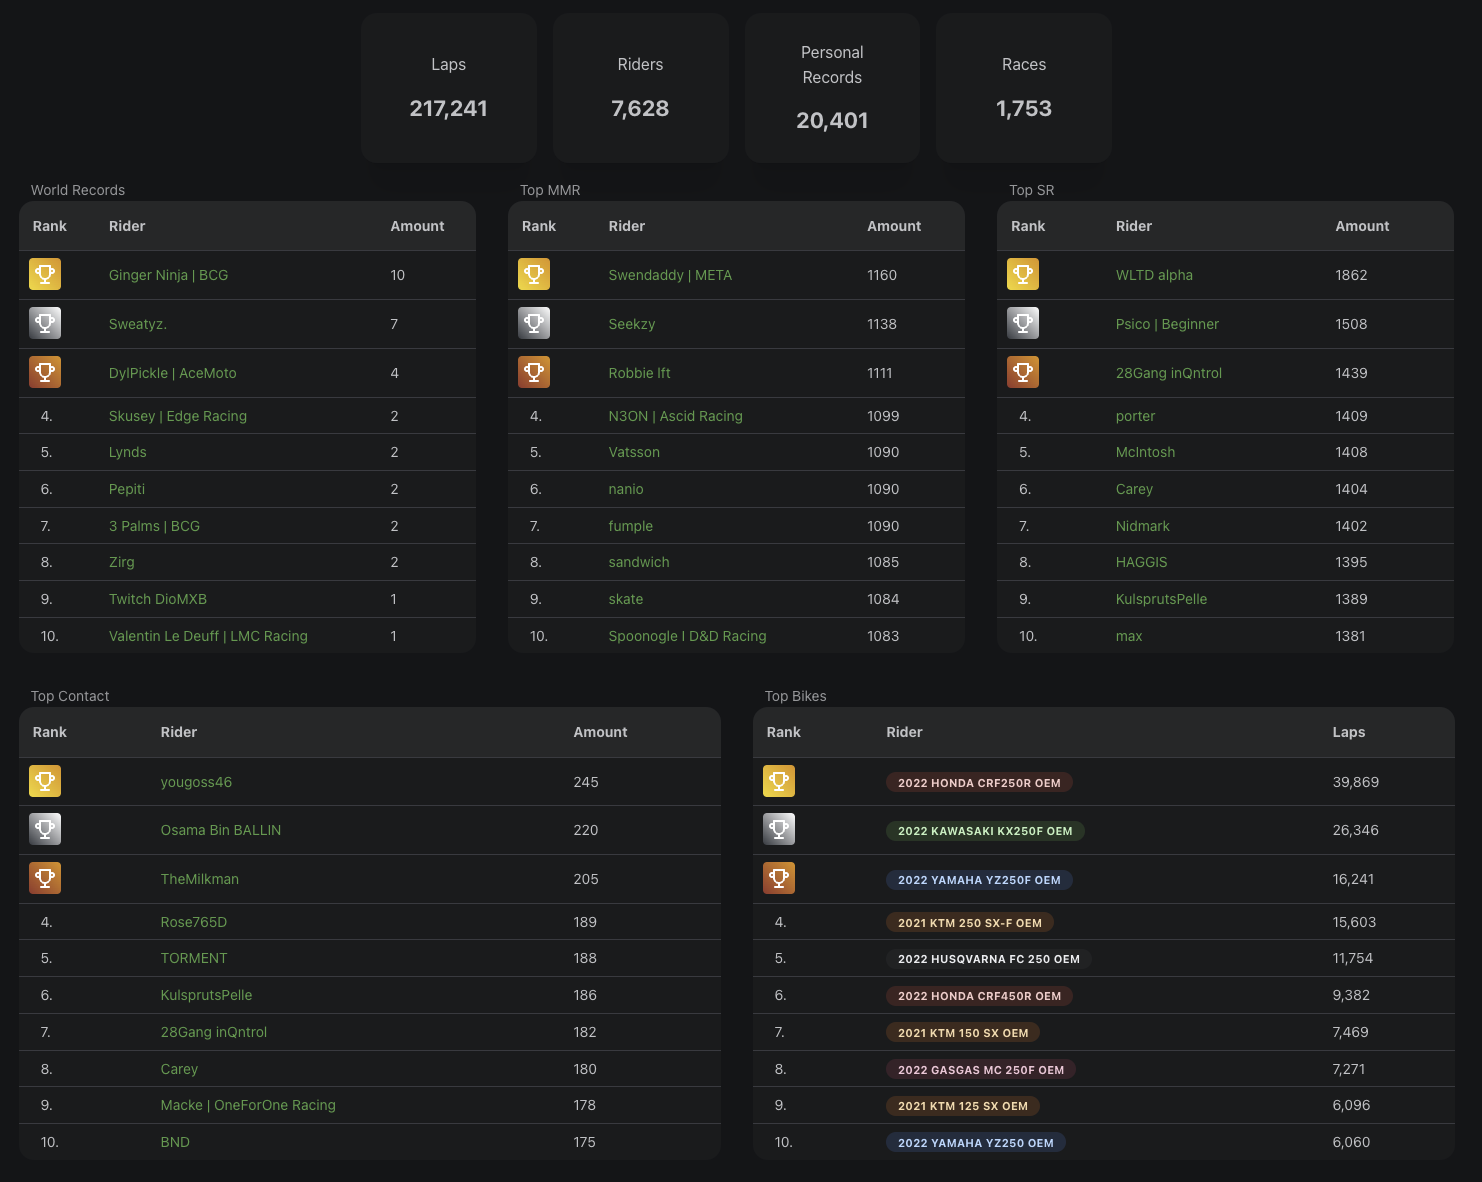 Laps
217,241
Riders
7,628
Personal
Records
20,401
Races
1,753
World Records
Rank Rider Amount
Ginger Ninja | BCG 10
Sweatyz. 7
DylPickle | AceMoto 4
4. Skusey | Edge Racing 2
5. Lynds 2
6. Pepiti 2
7. 3 Palms | BCG 2
8. Zirg 2
9. Twitch DioMXB 1
10. Valentin Le Deuff | LMC Racing 1
Top MMR
Rank Rider Amount
Swendaddy | META 1160
Seekzy 1138
Robbie lft 1111
4. N3ON | Ascid Racing 1099
5. Vatsson 1090
6. nanio 1090
7. fumple 1090
8. sandwich 1085
9. skate 1084
10. Spoonogle I D&D Racing 1083
Top SR
Rank Rider Amount
WLTD alpha 1862
Psico | Beginner 1508
28Gang inQntrol 1439
4. porter 1409
5. McIntosh 1408
6. Carey 1404
7. Nidmark 1402
8. HAGGIS 1395
9. KulsprutsPelle 1389
10. max 1381
Top Contact
Rank Rider Amount
yougoss46 245
Osama Bin BALLIN 220
TheMilkman 205
4. Rose765D 189
5. TORMENT 188
6. KulsprutsPelle 186
7. 28Gang inQntrol 182
8. Carey 180
9. Macke | OneForOne Racing 178
10. BND 175
Top Bikes
Rank Rider Laps
2022 HONDA CRF250R OEM 39,869
2022 KAWASAKI KX250F OEM 26,346
2022 YAMAHA YZ250F OEM 16,241
4. 2021 KTM 250 SX-F OEM 15,603
5. 2022 HUSQVARNA FC 250 OEM 11,754
6. 2022 HONDA CRF450R OEM 9,382
7. 2021 KTM 150 SX OEM 7,469
8. 2022 GASGAS MC 250F OEM 7,271
9. 2021 KTM 125 SX OEM 6,096
10. 2022 YAMAHA YZ250 OEM 6,060